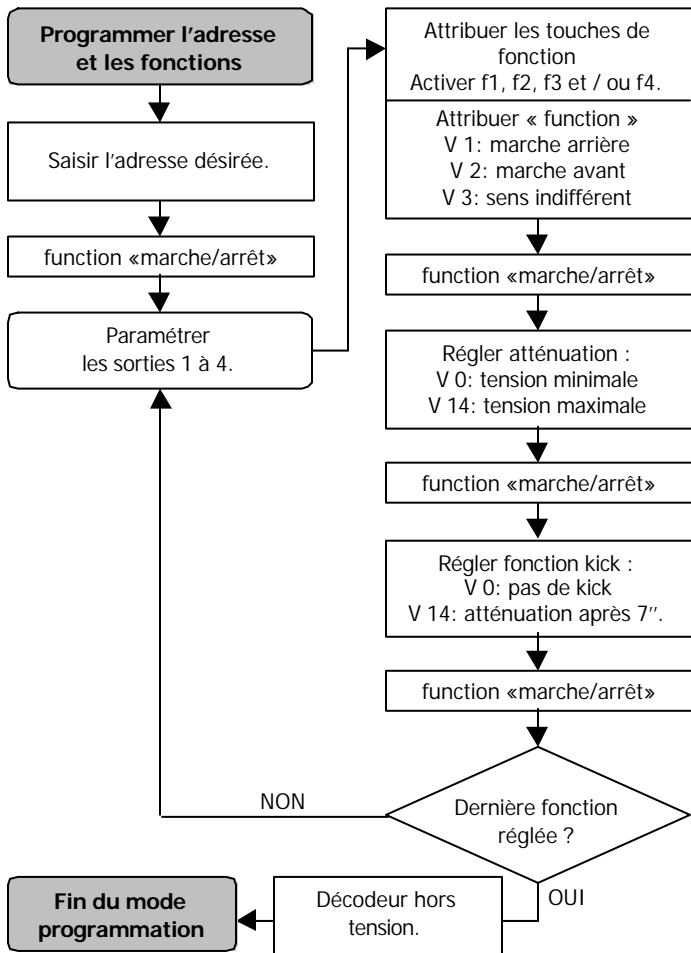 Programmer l’adresse
et les fonctions
Saisir l’adresse désirée.
function «marche/arrêt»
Paramétrer
les sorties 1 à 4.
Attribuer les touches de
fonction
Activer f1, f2, f3 et / ou f4.
Attribuer « function »
V 1: marche arrière
V 2: marche avant
V 3: sens indifférent
function «marche/arrêt»
Régler atténuation :
V 0: tension minimale
V 14: tension maximale
function «marche/arrêt»
Régler fonction kick :
V 0: pas de kick
V 14: atténuation après 7’’.
function «marche/arrêt»
Dernière fonction
réglée ?
NON
OUI
Décodeur hors
tension.
Fin du mode
programmation